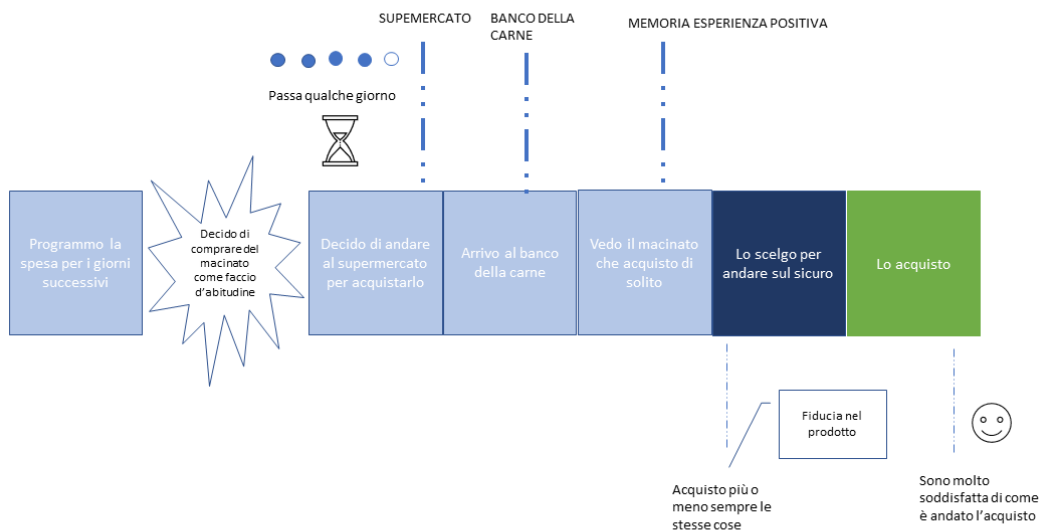 SUPEMERCATO
BANCO DELLA
CARNE
MEMORIA ESPERIENZA POSITIVA
Passa qualche giorno
Programmo la
spesa per i giorni
successivi
Decido di
comprare del
macinato
come faccio
d'abitudine
Decido di andare
al supermercato
per acquistarlo
Arrivo al banco
della carne
Vedo il macinato
che acquisto di
solito
Lo scelgo per
andare sul sicuro
Lo acquisto
Fiducia nel
prodotto
Acquisto più o
meno sempre le
stesse cose
Sono molto
soddisfatta di come
è andato l'acquisto